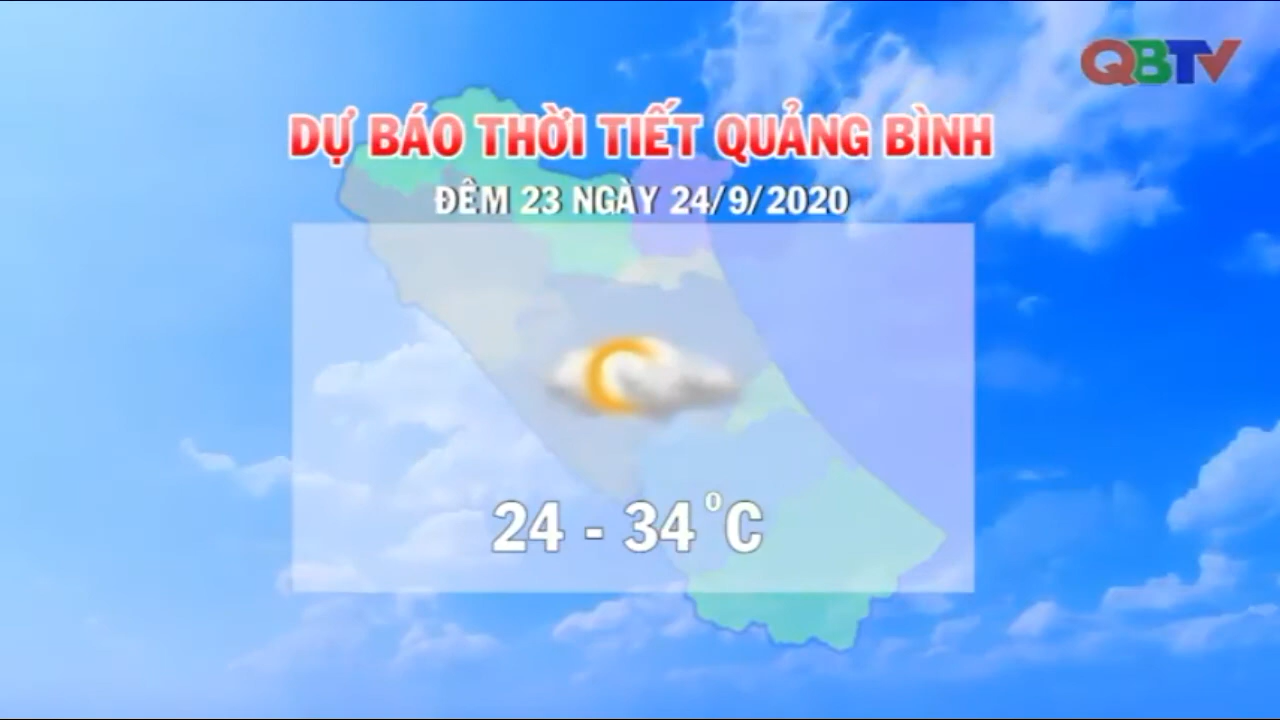 QBTV
DỰ BÁO THỜI TIẾT QUẢNG BÌNH
ĐÊM 23 NGÀY 24/9/2020
24 - 34°C